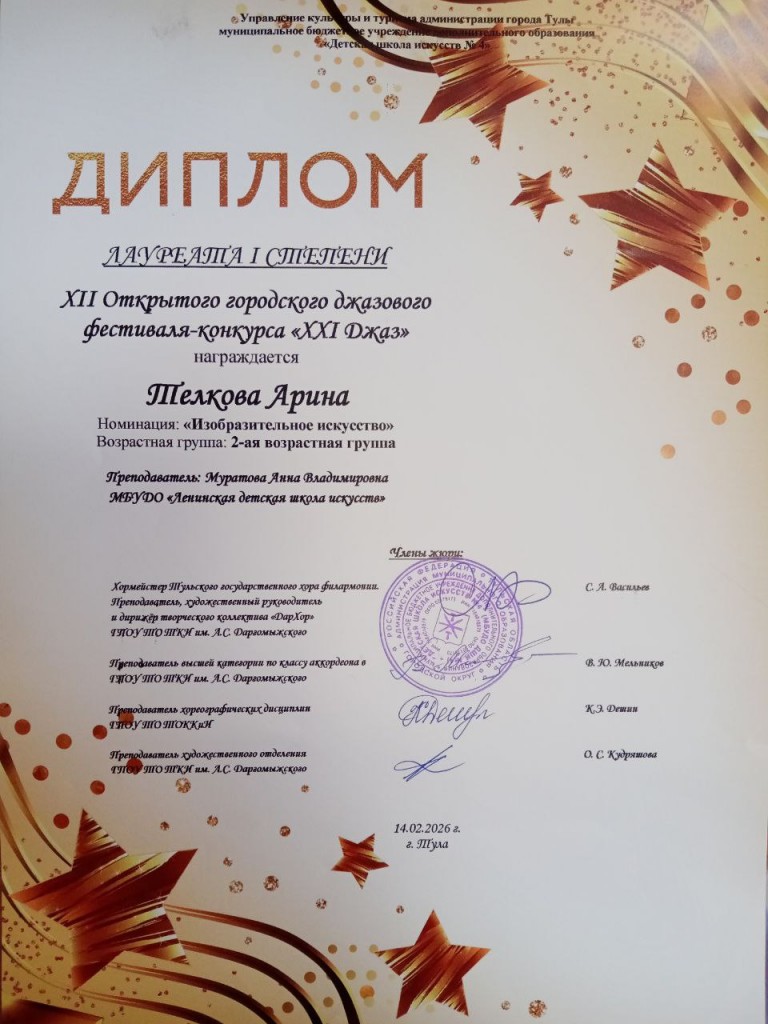 Управление культуры и туризма администрации города Тулы
муниципальное бюджетное учреждение дополнительного образования
«Детская школа искусств № 4»
ДИПЛОМ
ЛАУРЕАТА I СТЕПЕНИ
XII Открытого городского джазового
фестиваля-конкурса «XXI Джаз»
награждается
Телкова Арина
Номинация: «Изобразительное искусство»
Возрастная группа: 2-ая возрастная группа
Преподаватель: Муратова Анна Владимировна
МБУДО «Ленинская детская школа искусств»
Члены жюри:
Хормейстер Тульского государственного хора филармонии.
Преподаватель, художественный руководитель
и дирижёр творческого коллектива «ДарХор»
ГПОУ ТО ТКИ им. А.С. Даргомыжского
С. А. Васильев
Преподаватель высшей категории по классу аккордеона в
ГПОУ ТО ТКИ им. А.С. Даргомыжского
В. Ю. Мельников
Преподаватель хореографических дисциплин
ГПОУ ТО ТОККиИ
К.Э. Дешин
Преподаватель художественного отделения
ГПОУ ТО ТКИ им. А.С. Даргомыжского
О. С. Кудряшова
РОССИЙСКАЯ ФЕДЕРАЦИЯ
14.02.2026 г.
г. Тула